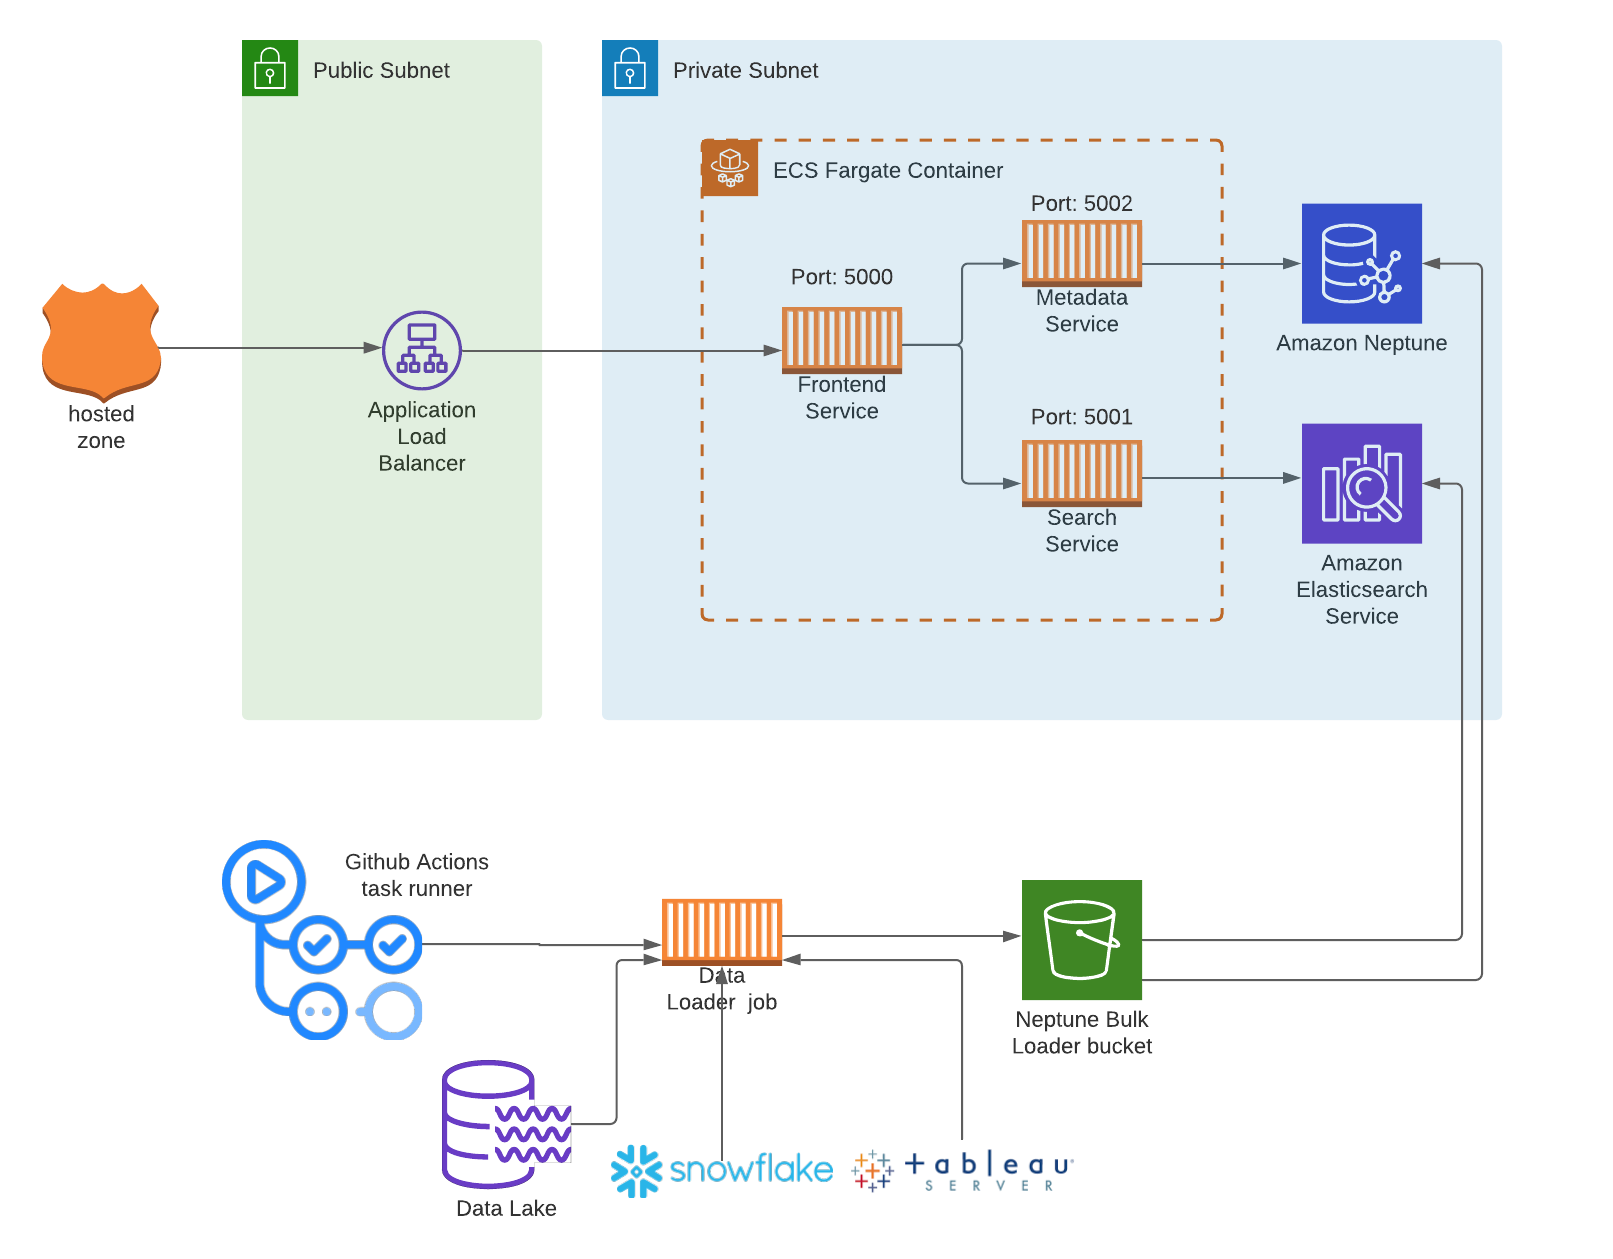 Public Subnet
Private Subnet
ECS Fargate Container
Port: 5002
Metadata
Service
Port: 5000
Frontend
Service
Port: 5001
Search
Service
Amazon Neptune
Amazon
Elasticsearch
Service
hosted
zone
Application
Load
Balancer
Github Actions
task runner
Data
Loader job
Neptune Bulk
Loader bucket
Data Lake
snowflake
+ableau
SERVER